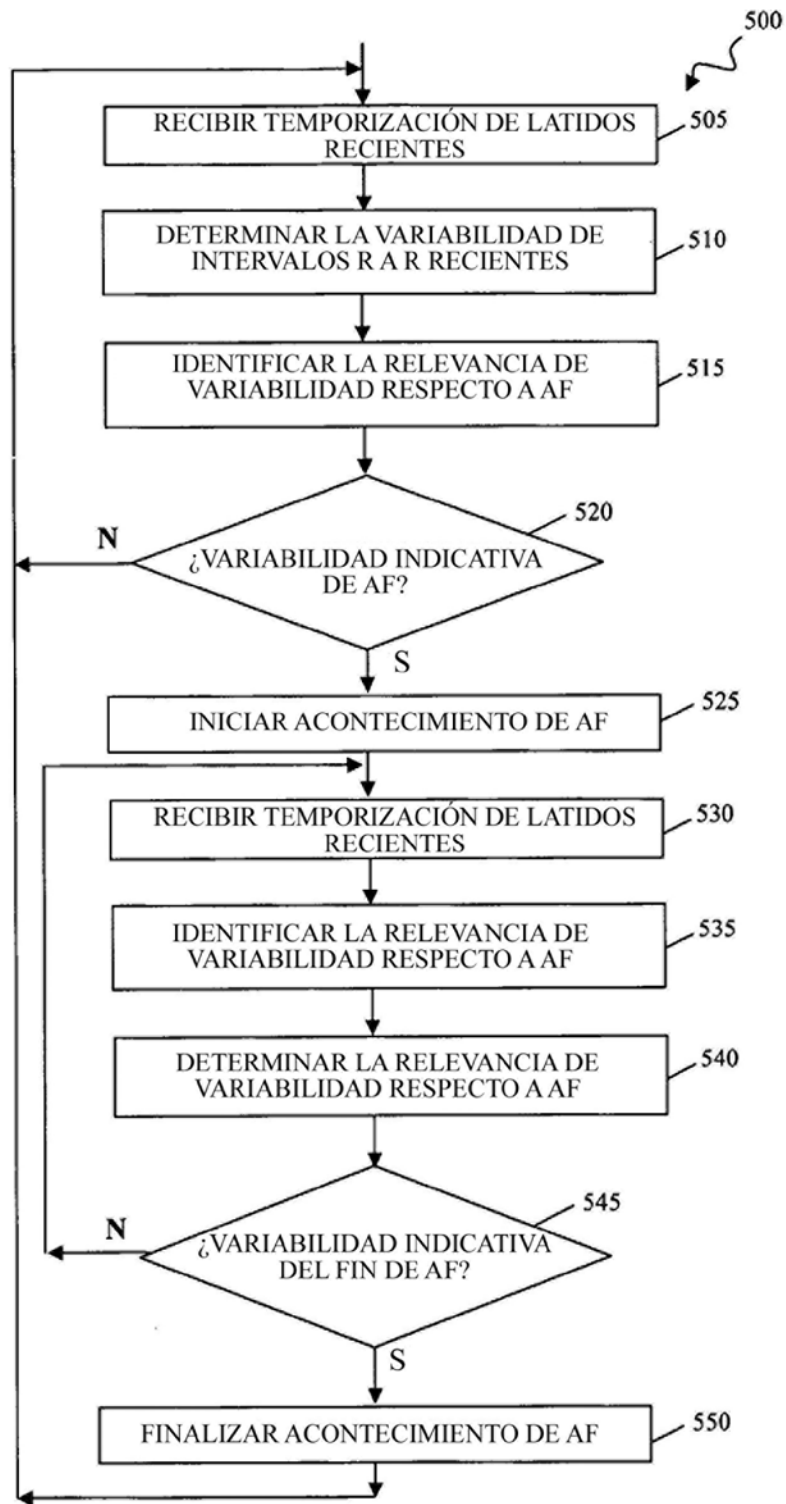 500
RECIBIR TEMPORIZACIÓN DE LATIDOS
RECIENTES
505
DETERMINAR LA VARIABILIDAD DE
INTERVALOS R A R RECIENTES
510
IDENTIFICAR LA RELEVANCIA DE
VARIABILIDAD RESPECTO A AF
515
520
N
¿VARIABILIDAD INDICATIVA
DE AF?
S
INICIAR ACONTECIMIENTO DE AF
525
RECIBIR TEMPORIZACIÓN DE LATIDOS
RECIENTES
530
IDENTIFICAR LA RELEVANCIA DE
VARIABILIDAD RESPECTO A AF
535
DETERMINAR LA RELEVANCIA DE
VARIABILIDAD RESPECTO A AF
540
545
N
¿VARIABILIDAD INDICATIVA
DEL FIN DE AF?
S
FINALIZAR ACONTECIMIENTO DE AF
550